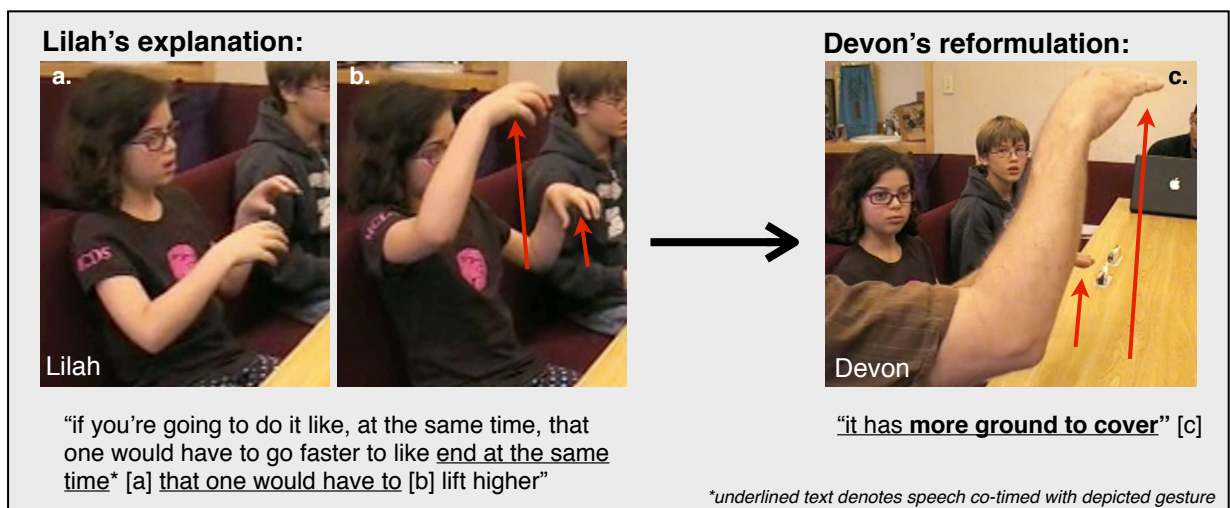 Lilah's explanation:
Devon's reformulation:
a.
b.
c.
Lilah
Devon
"if you're going to do it like, at the same time, that
one would have to go faster to like end at the same
time* [a] that one would have to [b] lift higher"
"it has more ground to cover" [c]
*underlined text denotes speech co-timed with depicted gesture